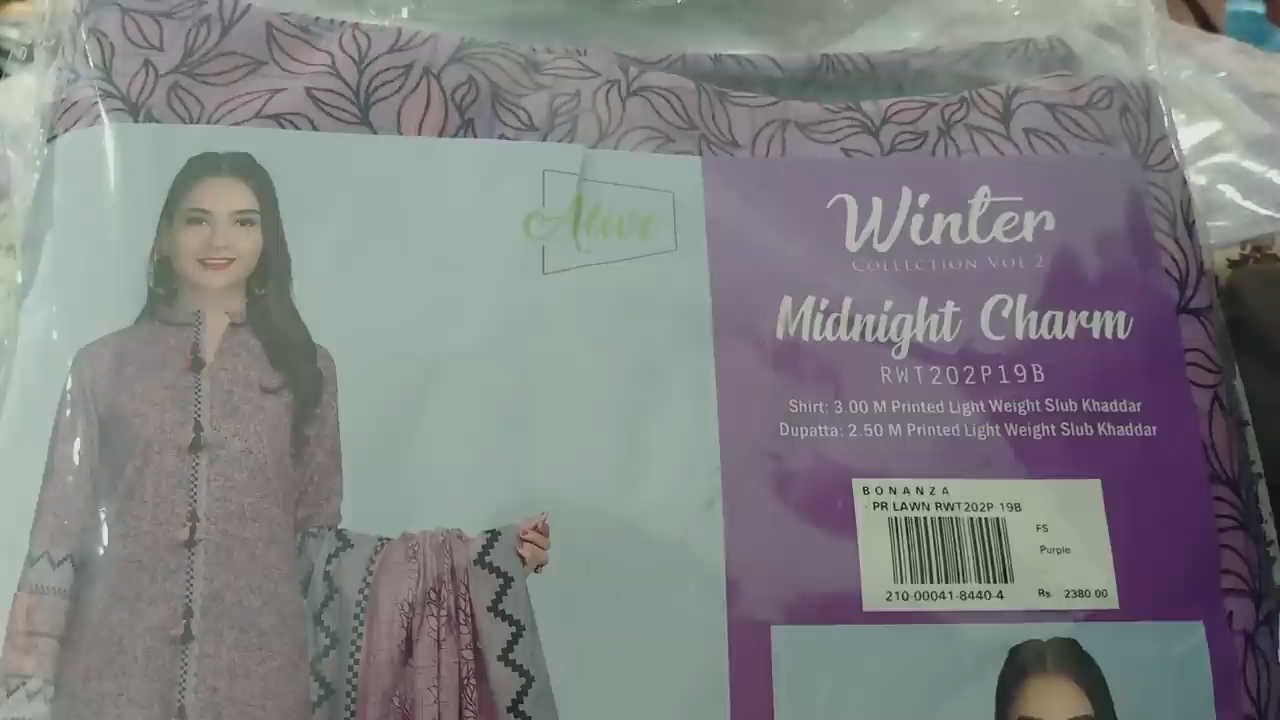 Alive
Winter
COLLECTION VOL 2
Midnight Charm
RWT202P19B
Shirt: 3.00 M Printed Light Weight Slub Khaddar
Dupatta: 2.50 M Printed Light Weight Slub Khaddar
BONANZA
- PR LAWN RWT202P 19B
FS
Purple
210-00041-8440-4 Rs 2380.00